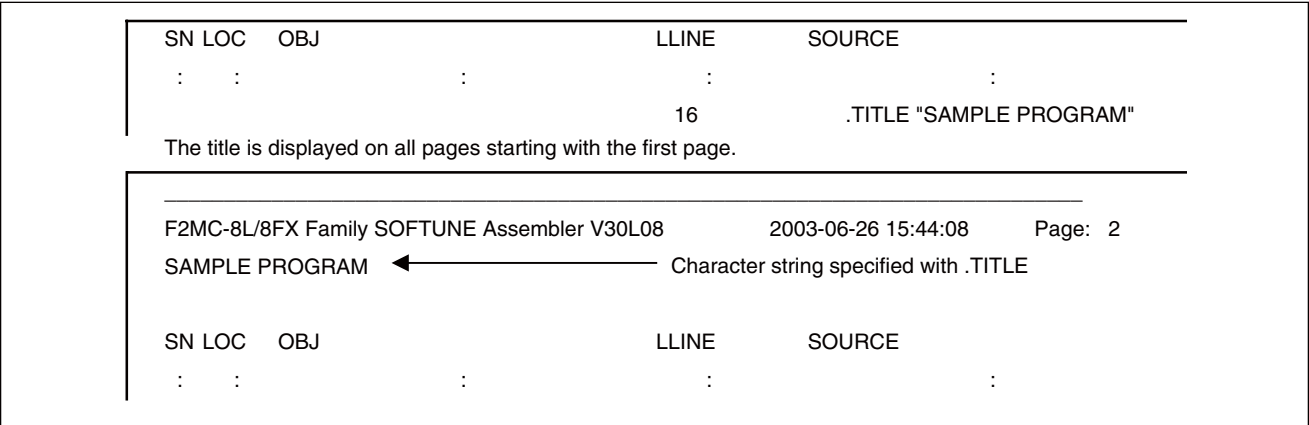 SN LOC OBJ LLINE SOURCE
: : : : :
16 .TITLE "SAMPLE PROGRAM"
The title is displayed on all pages starting with the first page.
F2MC-8L/8FX Family SOFTUNE Assembler V30L08 2003-06-26 15:44:08 Page: 2
SAMPLE PROGRAM Character string specified with .TITLE
SN LOC OBJ LLINE SOURCE
: : : : :